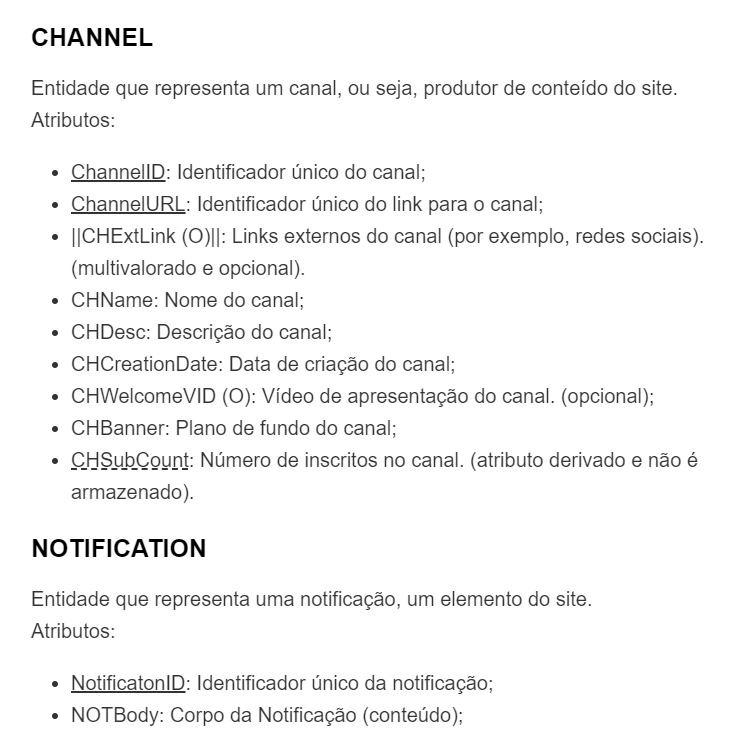 CHANNEL
Entidade que representa um canal, ou seja, produtor de conteído do site.
Atributos:
• ChannelID: Identificador único do canal;
• ChannelURL: Identificador único do link para o canal;
• ||CHExtLink (O)||: Links externos do canal (por exemplo, redes sociais).
(multivalorado e opcional).
• CHName: Nome do canal;
• CHDesc: Descrição do canal;
• CHCreationDate: Data de criação do canal;
• CHWelcomeVID (O): Vídeo de apresentação do canal. (opcional);
• CHBanner: Plano de fundo do canal;
• CHSubCount: Número de inscritos no canal. (atributo derivado e não é
armazenado).
NOTIFICATION
Entidade que representa uma notificação, um elemento do site.
Atributos:
• NotificatonID: Identificador único da notificação;
• NOTBody: Corpo da Notificação (conteúdo);